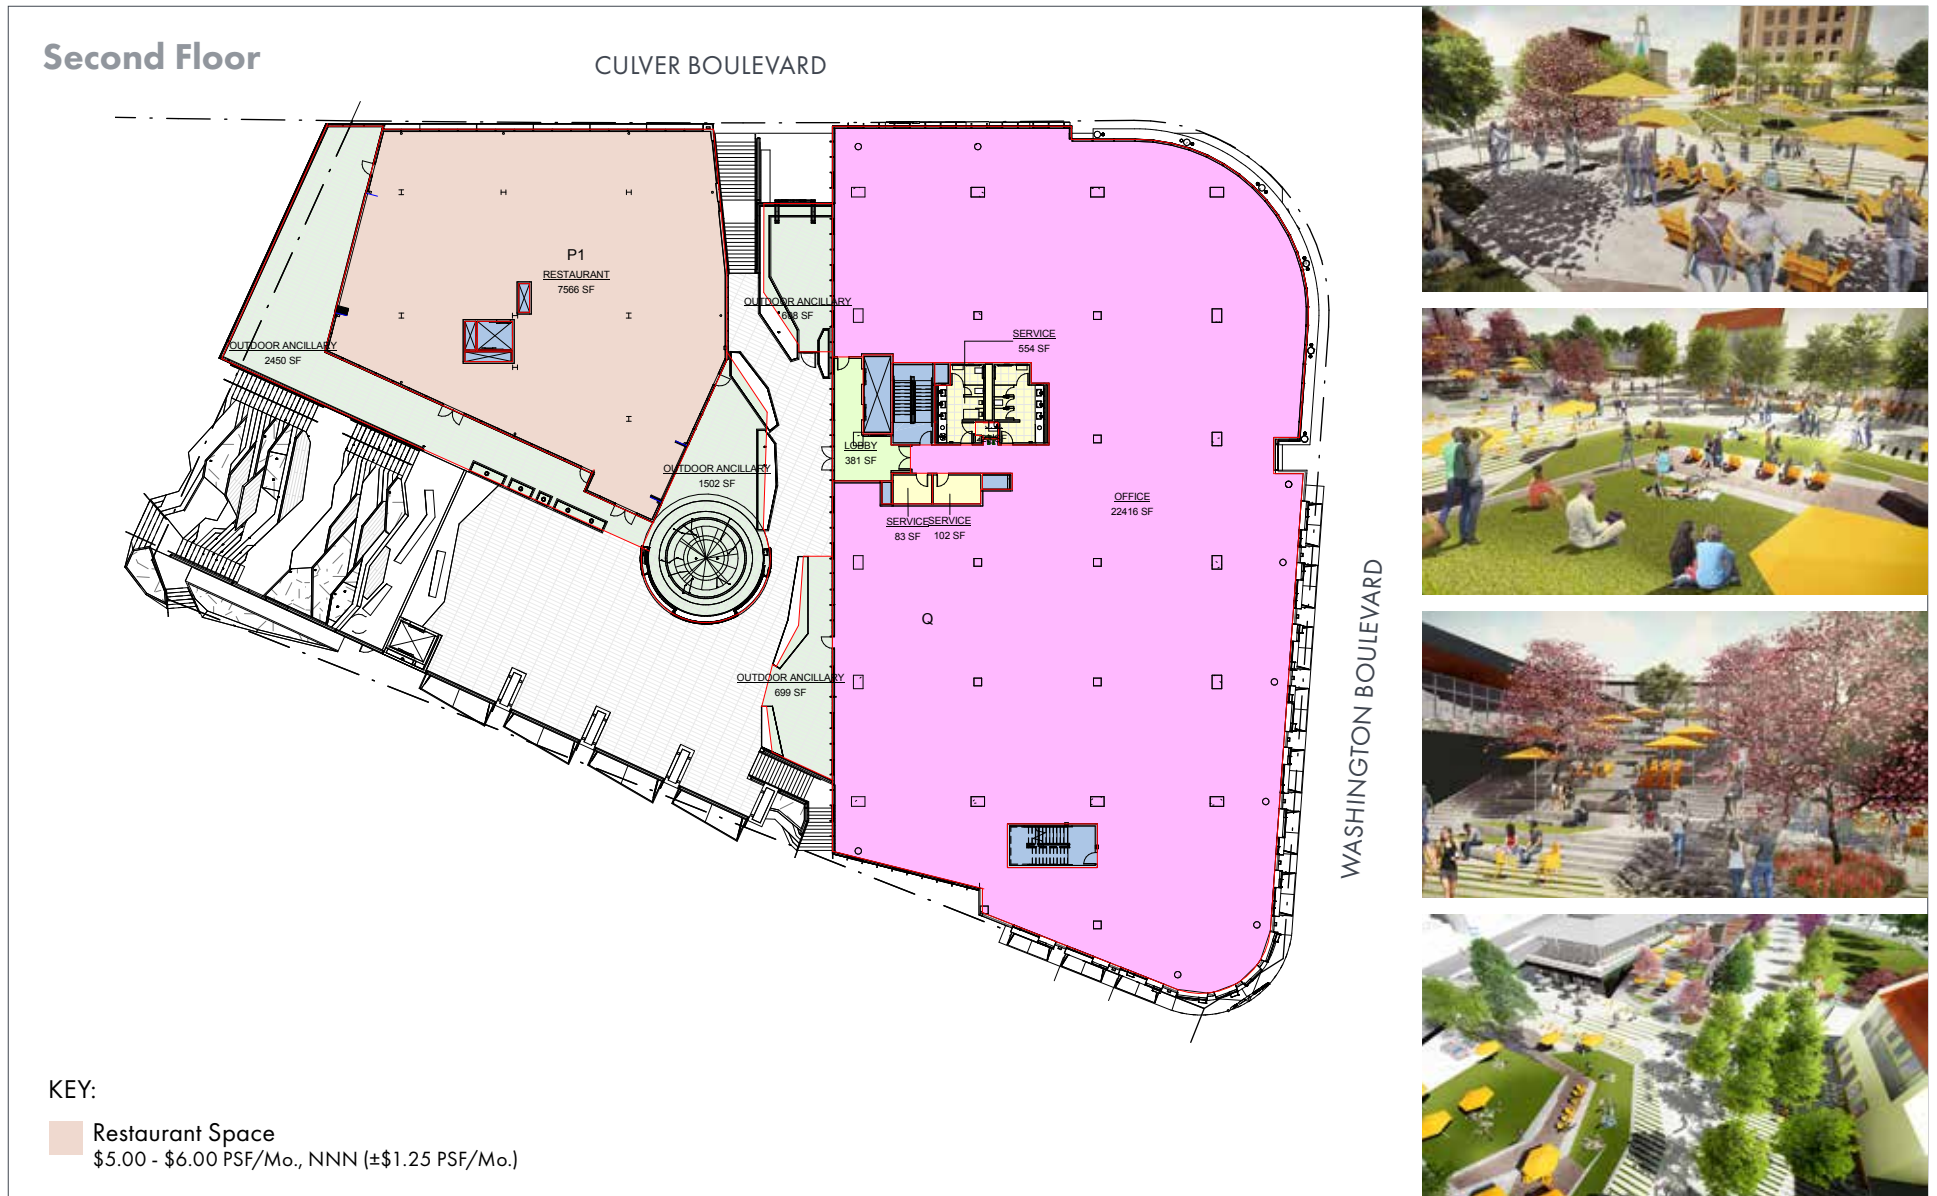 Second Floor
CULVER BOULEVARD
P1
RESTAURANT
7566 SF
OUTDOOR ANCILLARY
SERVICE
554 SF
OUTDOOR ANCILLARY
2450 SF
LOBBY
381 SF
OUTDOOR ANCILLARY
1502 SF
OFFICE
22416 SF
SERVICE
83 SF
SERVICE
102 SF
Q
OUTDOOR ANCILLARY
699 SF
WASHINGTON BOULEVARD
KEY:
Restaurant Space
$5.00 - $6.00 PSF/Mo., NNN (±$1.25 PSF/Mo.)